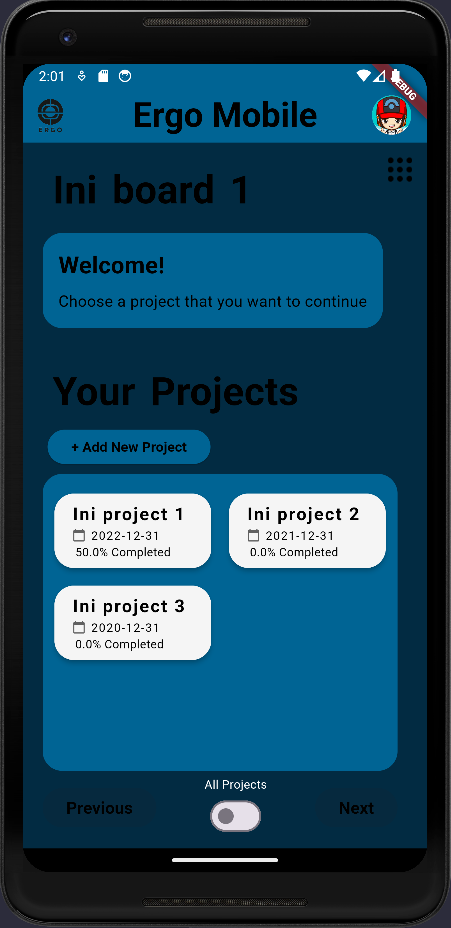 2:01
DEBUG
ERGO
Ergo Mobile
Ini board 1
Welcome!
Choose a project that you want to continue
Your Projects
+ Add New Project
Ini project 1
2022-12-31
50.0% Completed
Ini project 2
2021-12-31
0.0% Completed
Ini project 3
2020-12-31
0.0% Completed
All Projects
Previous
Next